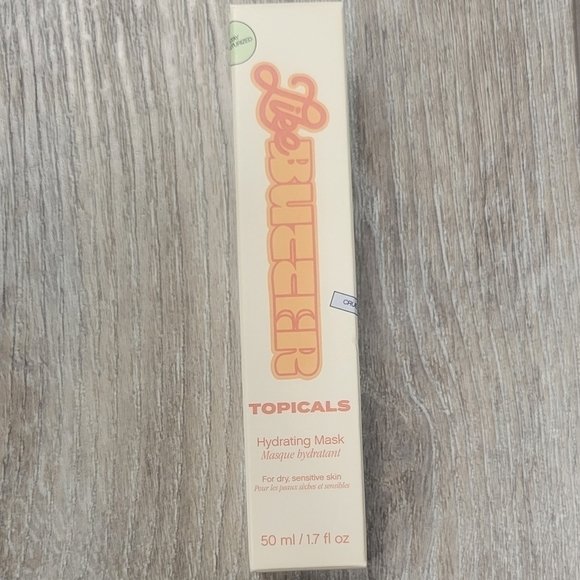 Like
BUTTER
TOPICALS
Hydrating Mask
Masque hydratant
For dry, sensitive skin
Pour les peaux sèches et sensibles
50 ml / 1.7 fl oz